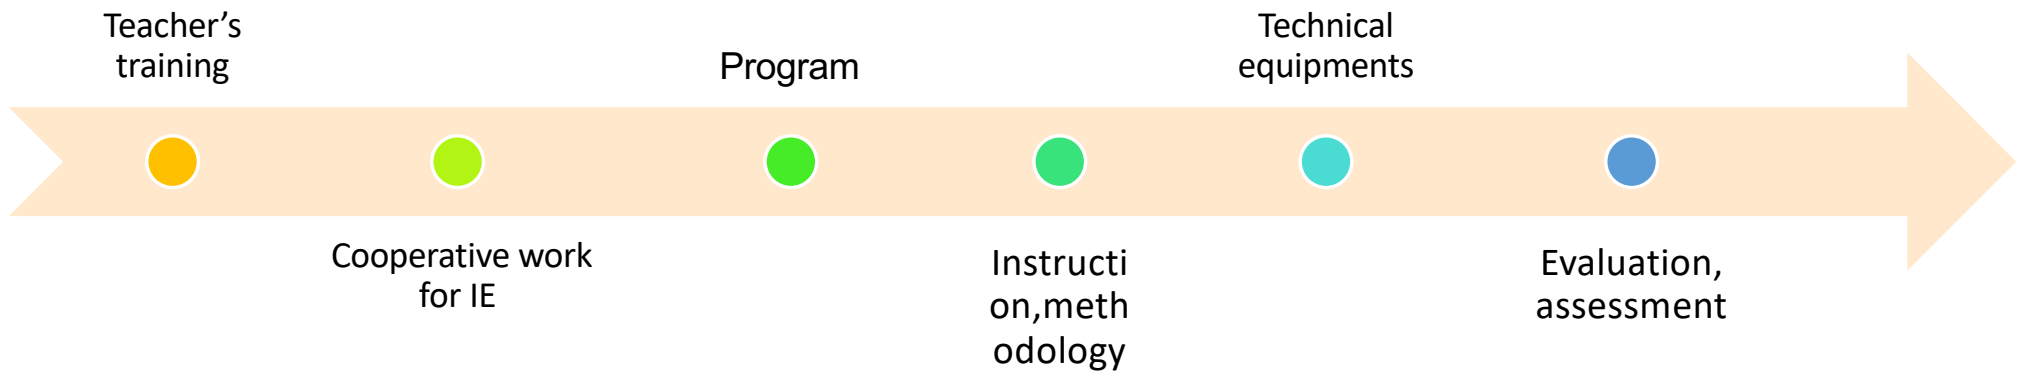 Teacher’s
training
Cooperative work
for IE
Program
Instructi
on,meth
odology
Technical
equipments
Evaluation,
assessment